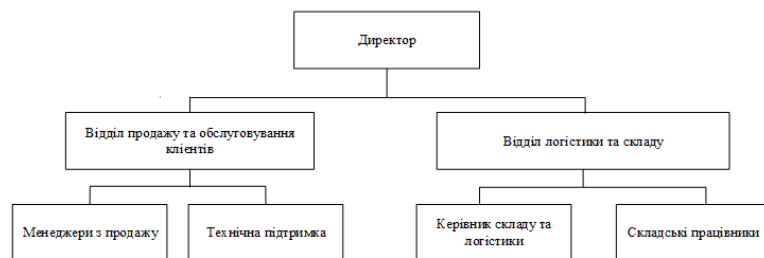 Директор
Відділ продажу та обслуговування
клієнтів
Відділ логістики та складу
Менеджери з продажу
Технічна підтримка
Керівник складу та
логістики
Складські працівники